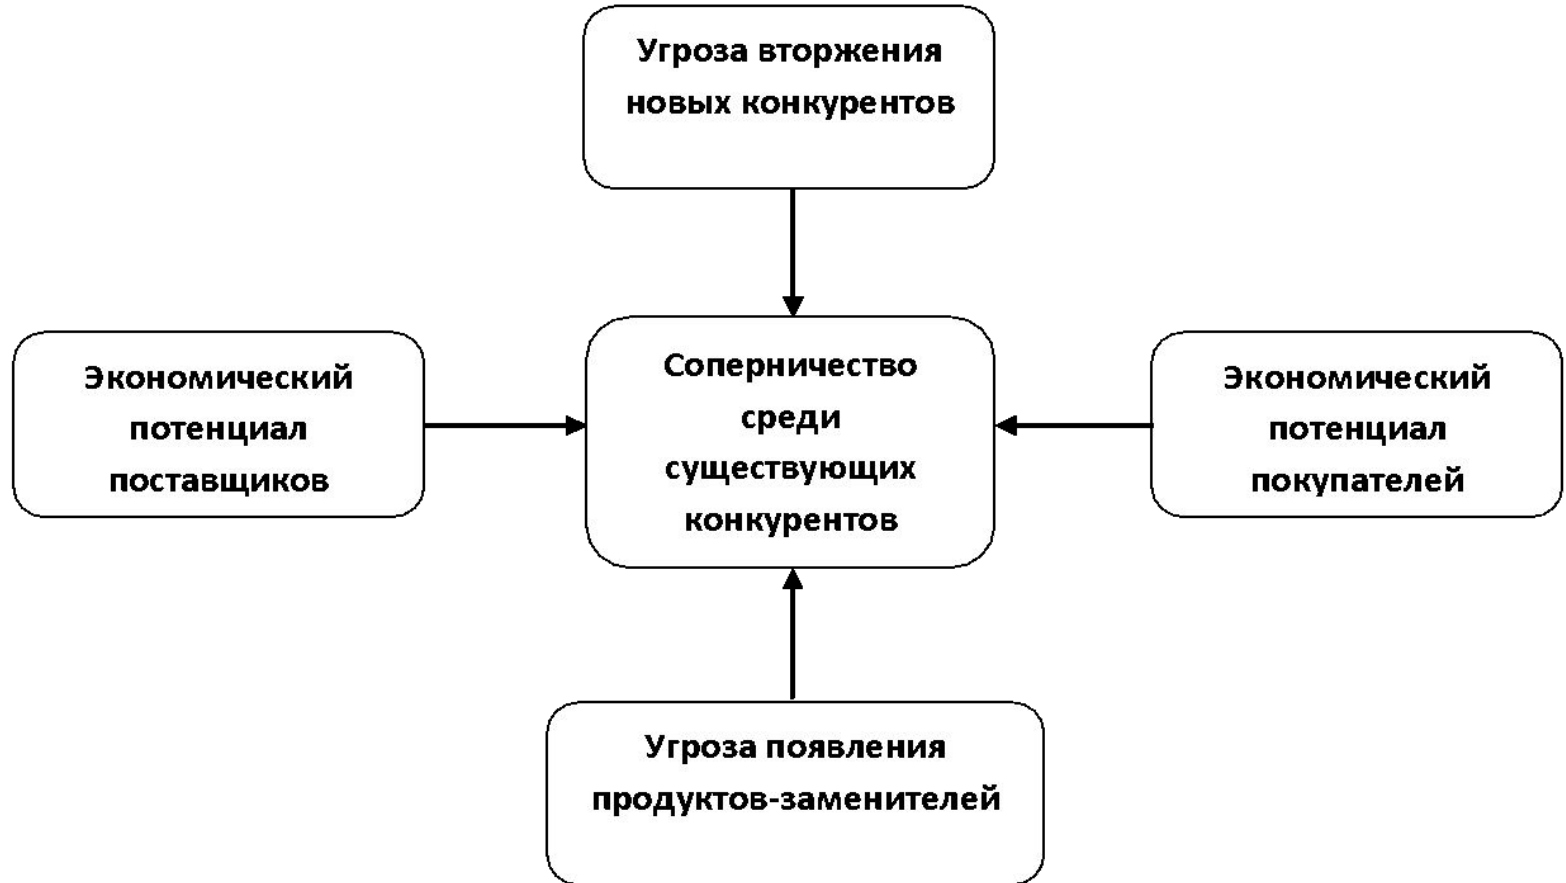 Угроза вторжения
новых конкурентов
Экономический
потенциал
поставщиков
Соперничество
среди
существующих
конкурентов
Экономический
потенциал
покупателей
Угроза появления
продуктов-заменителей